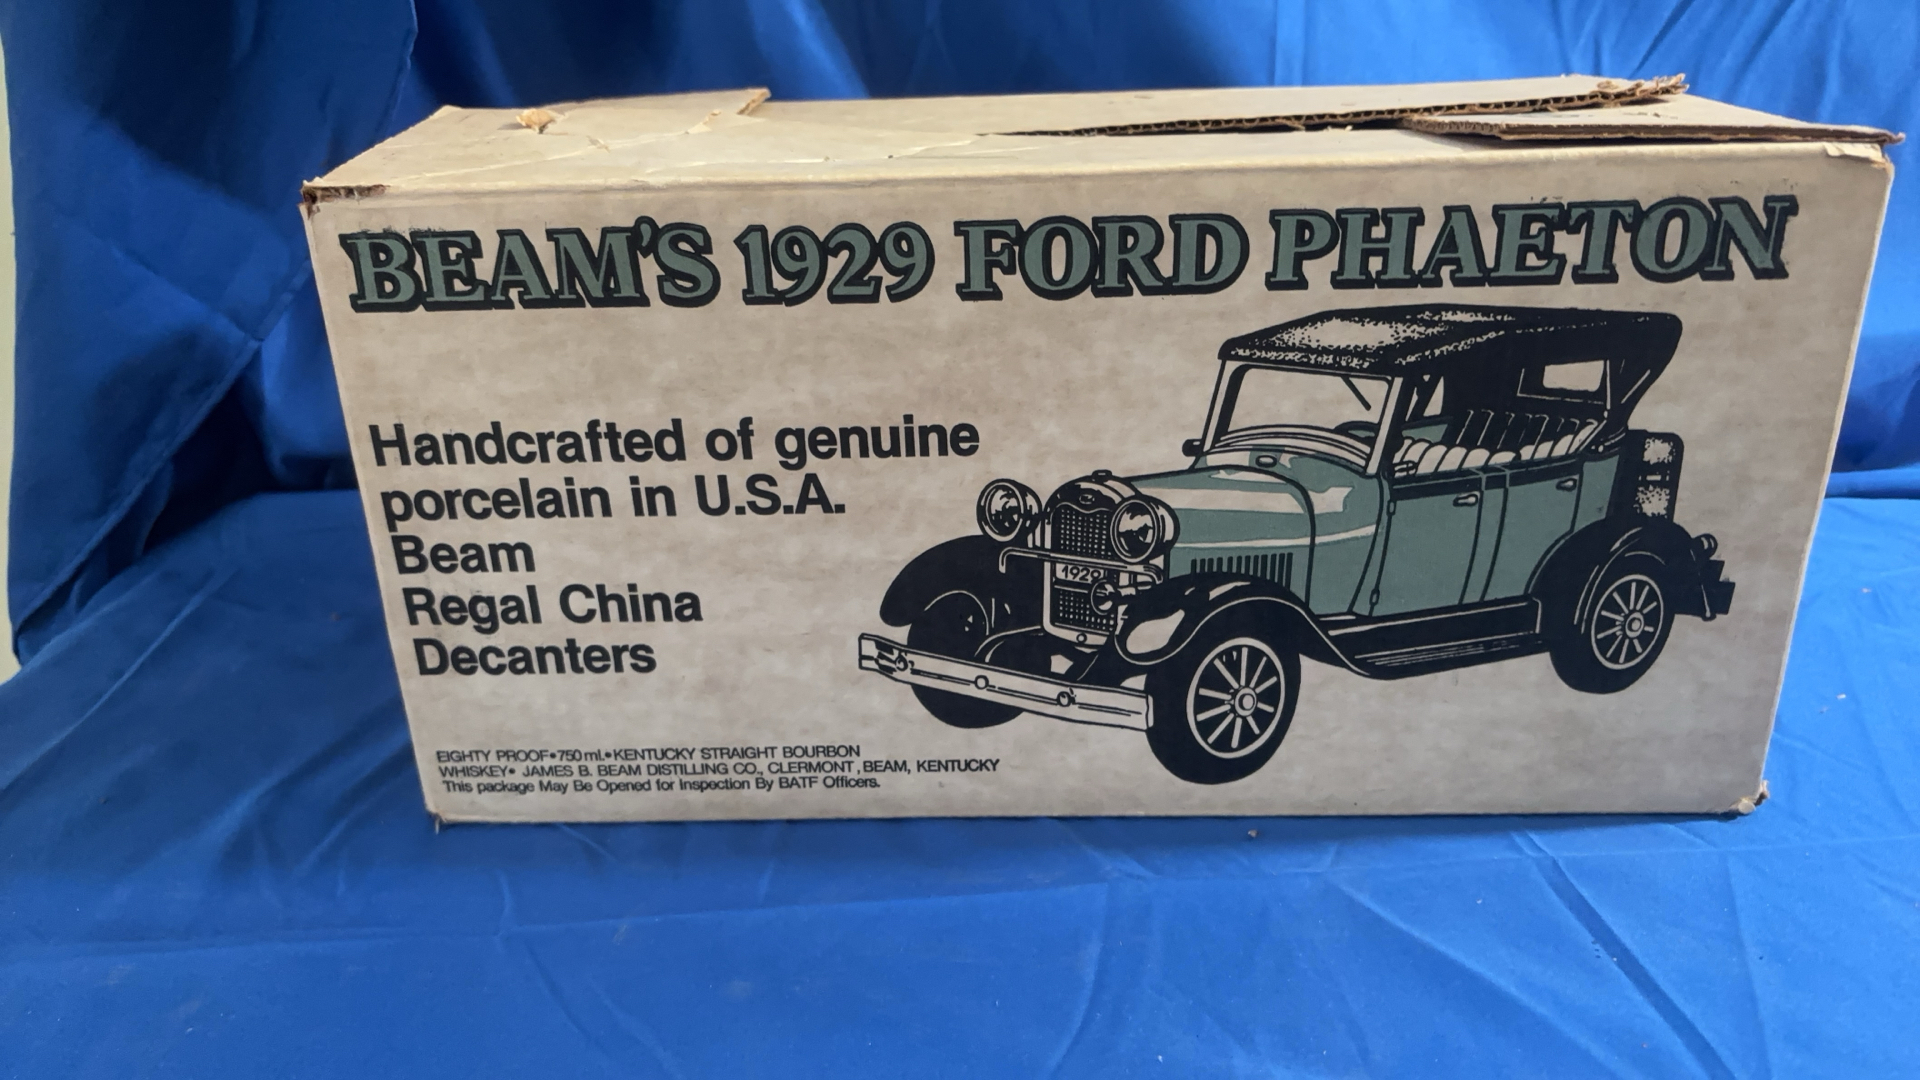 BEAM'S 1929 FORD PHAETON
Handcrafted of genuine
porcelain in U.S.A.
Beam
Regal China
Decanters
1929
EIGHTY PROOF•750 ml.•KENTUCKY STRAIGHT BOURBON
WHISKEY• JAMES B. BEAM DISTILLING CO., CLERMONT, BEAM, KENTUCKY
This package May Be Opened for Inspection By BATF Officers.